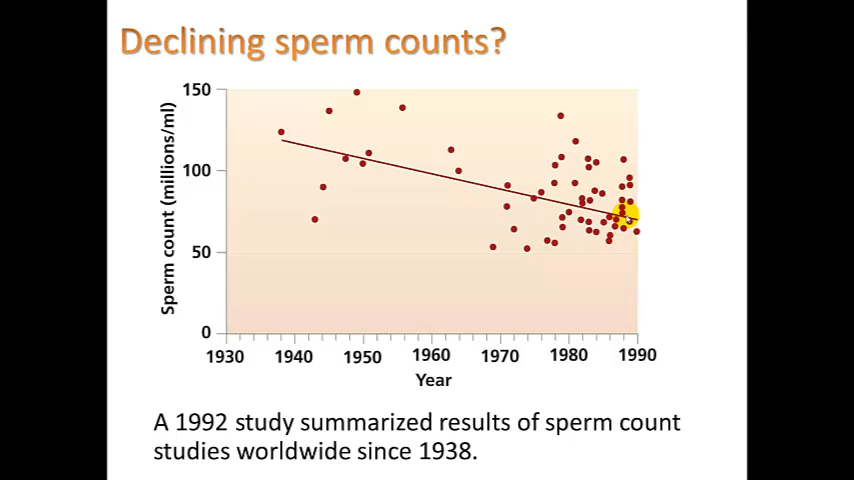 Declining sperm counts?
150
100
50
0
Sperm count (millions/ml)
1930 1940 1950 1960 1970 1980 1990
Year
A 1992 study summarized results of sperm count
studies worldwide since 1938.